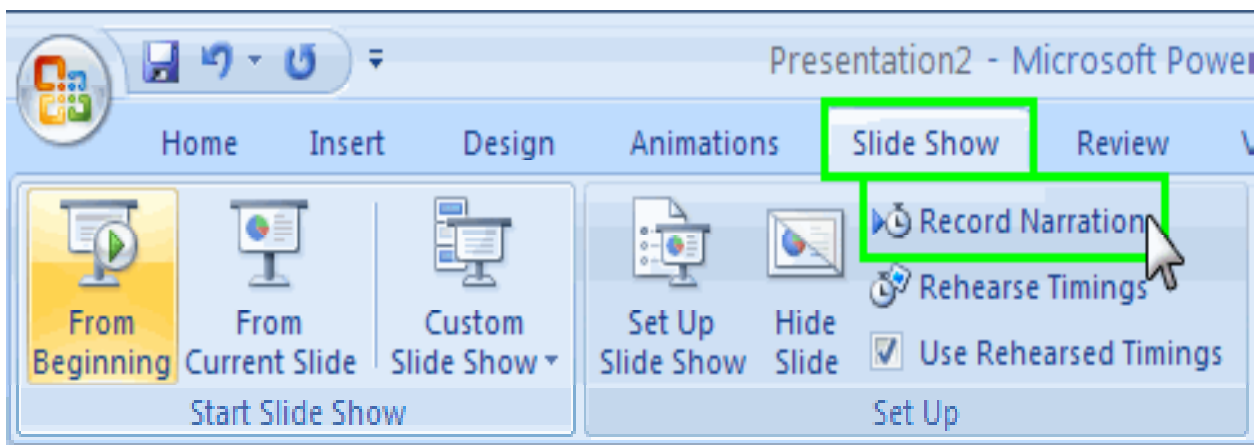 Presentation2 - Microsoft Power
Home Insert Design Animations Slide Show Review
From Beginning
From Current Slide
Custom Slide Show
Set Up Slide Show
Hide Slide
Record Narration
Rehearse Timings
Use Rehearsed Timings
Start Slide Show
Set Up